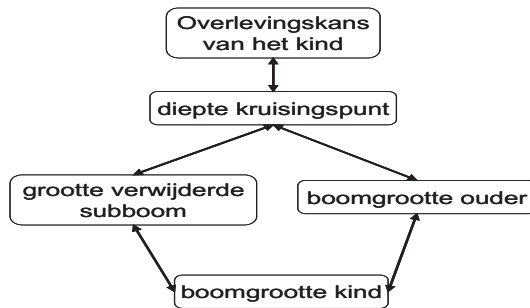 Overlevingskans
van het kind
diepte kruisingspunt
grootte verwijderde
subboom
boomgrootte ouder
boomgrootte kind